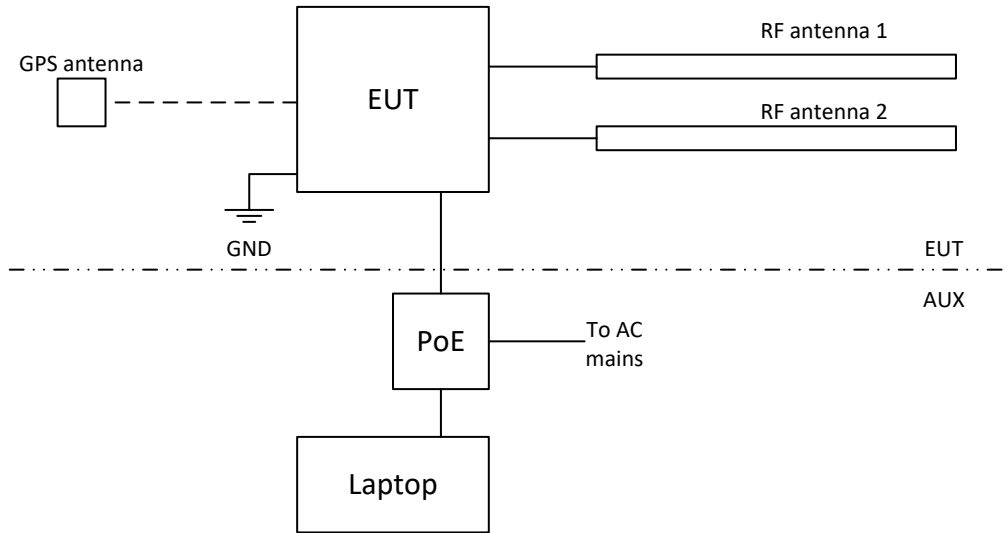 RF antenna 1
GPS antenna
EUT
RF antenna 2
GND
EUT
AUX
PoE
To AC
mains
Laptop